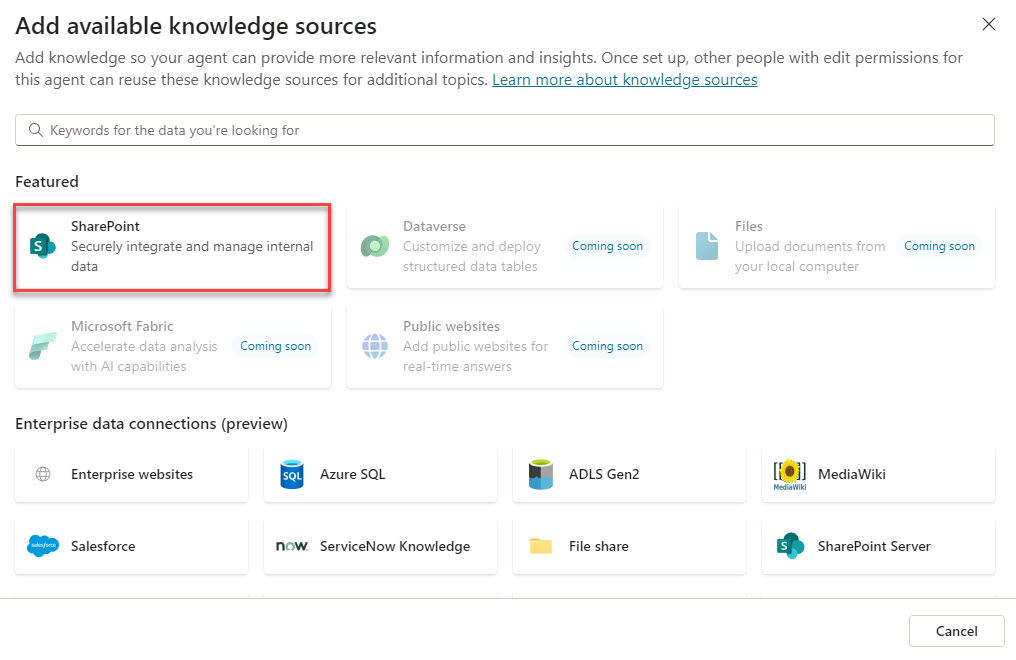 Add available knowledge sources
Add knowledge so your agent can provide more relevant information and insights. Once set up, other people with edit permissions for
this agent can reuse these knowledge sources for additional topics. Learn more about knowledge sources
Keywords for the data you're looking for
Featured
SharePoint
Securely integrate and manage internal
data
Dataverse
Customize and deploy
structured data tables
Coming soon
Files
Upload documents from
your local computer
Coming soon
Microsoft Fabric
Accelerate data analysis
with AI capabilities
Coming soon
Public websites
Add public websites for
real-time answers
Coming soon
Enterprise data connections (preview)
Enterprise websites
SQL
Azure SQL
ADLS Gen2
MediaWiki
MediaWiki
salesforce
Salesforce
now.
ServiceNow Knowledge
File share
S
SharePoint Server
Cancel